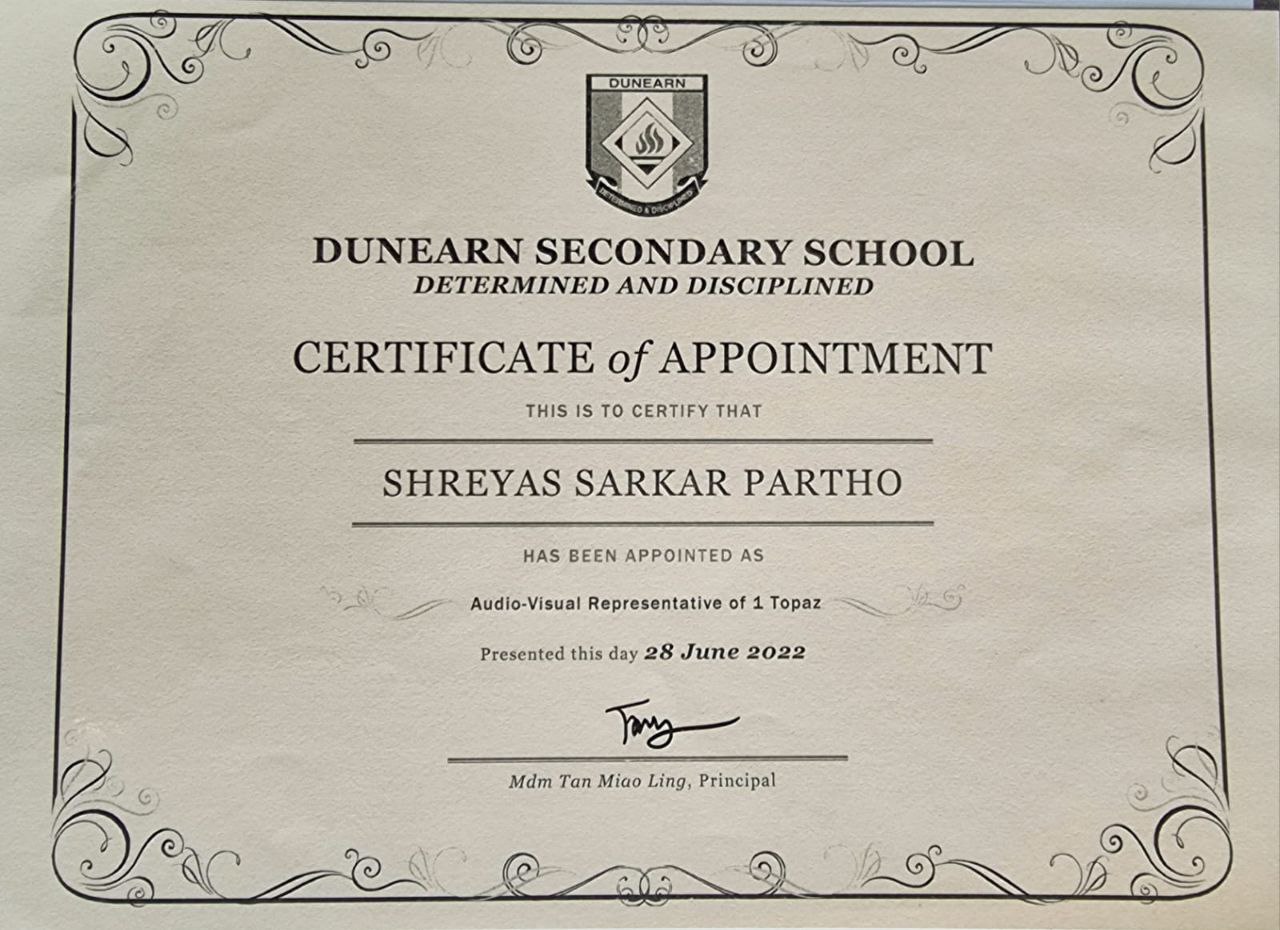 DUNEARN
DETERMINED & DISCIPLINED
DUNEARN SECONDARY SCHOOL
DETERMINED AND DISCIPLINED
CERTIFICATE of APPOINTMENT
THIS IS TO CERTIFY THAT
SHREYAS SARKAR PARTHO
HAS BEEN APPOINTED AS
Audio-Visual Representative of 1 Topaz
Presented this day 28 June 2022
Mdm Tan Miao Ling, Principal